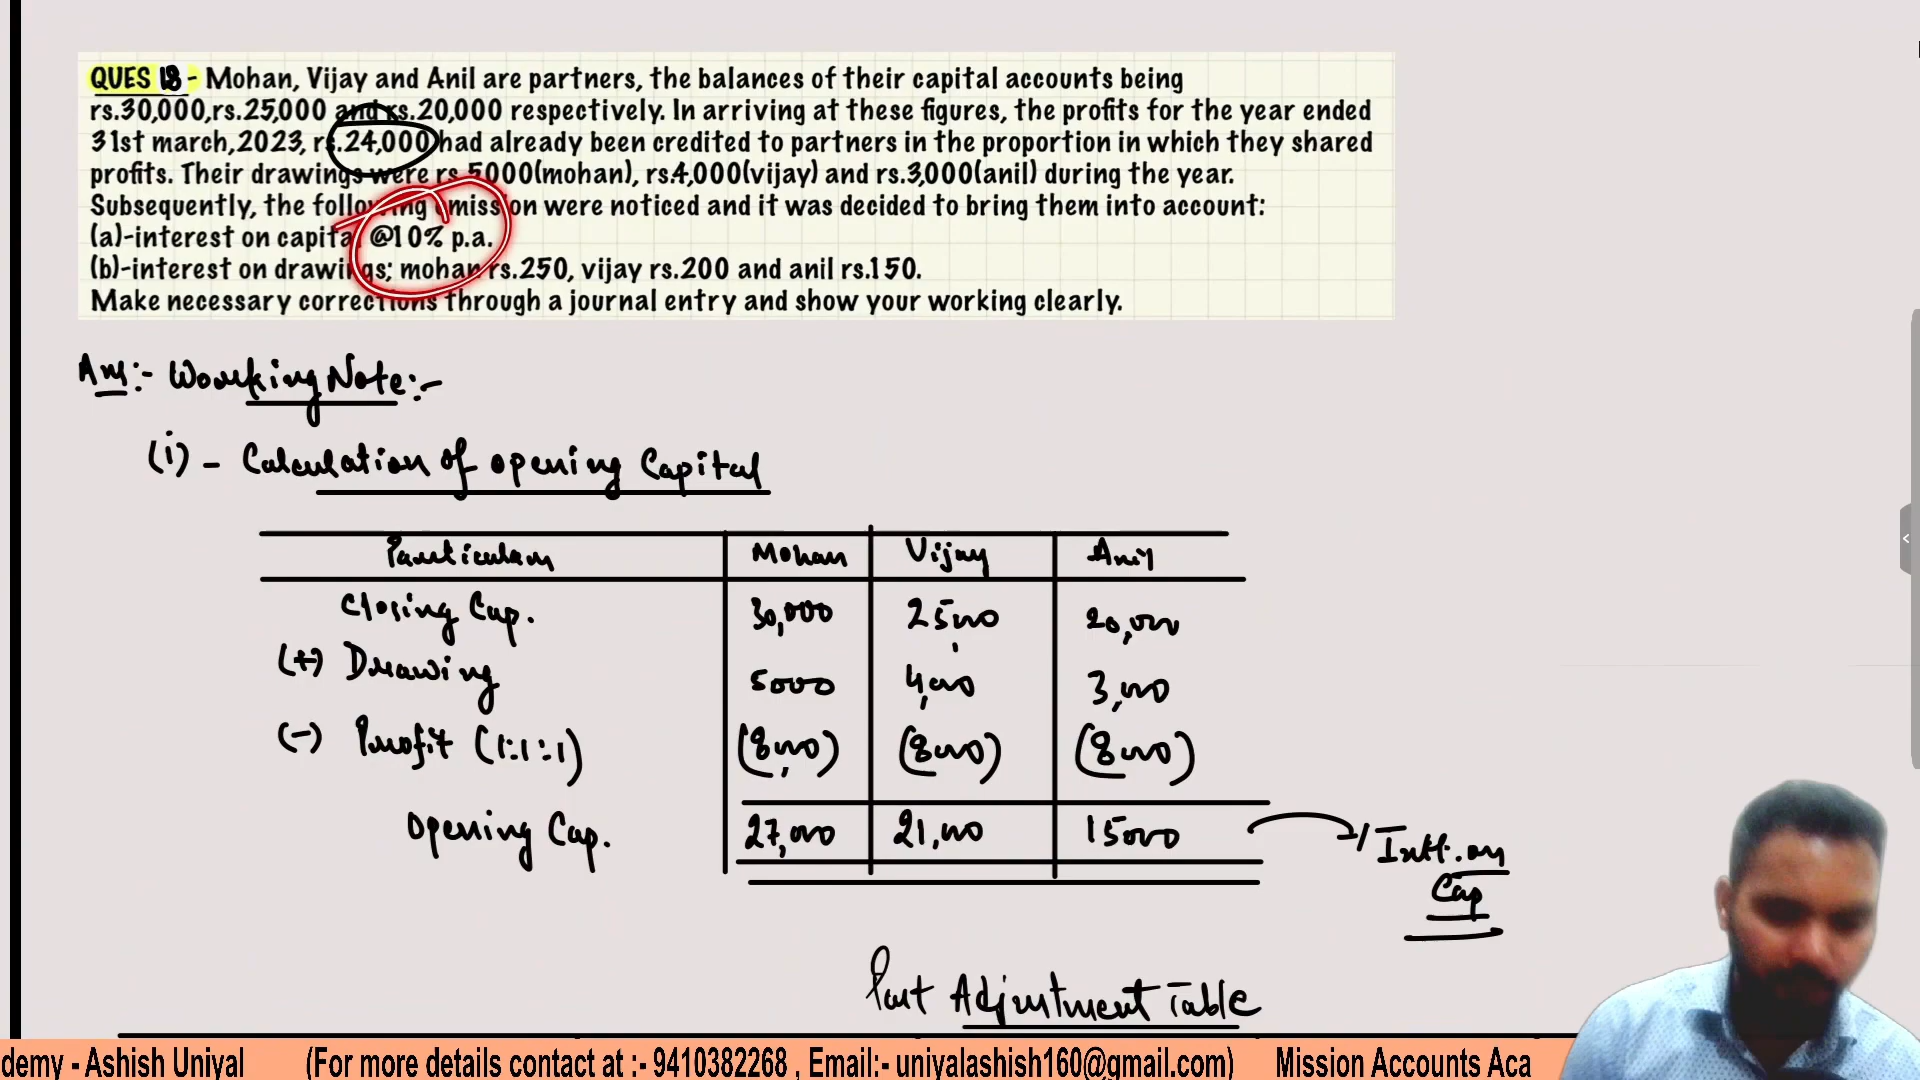 QUES 18 - Mohan, Vijay and Anil are partners, the balances of their capital accounts being
rs.30,000,rs.25,000 and rs.20,000 respectively. In arriving at these figures, the profits for the year ended
31st march,2023, rs.24,000 had already been credited to partners in the proportion in which they shared
profits. Their drawings were rs.5000(mohan), rs.4,000(vijay) and rs.3,000(anil) during the year.
Subsequently, the following omission were noticed and it was decided to bring them into account:
(a)-interest on capital @10% p.a.
(b)-interest on drawings; mohan rs.250, vijay rs.200 and anil rs.150.
Make necessary corrections through a journal entry and show your working clearly.
Ans:- Working Note:-
(i) - Calculation of opening Capital
Particulars Mohan Vijay Anil
Closing Cap. 30,000 25,000 20,000
(+) Drawing 5000 4,000 3,000
(-) Profit (1:1:1) (8,000) (8000) (8000)
Opening Cap. 27,000 21,000 15000
Intt. on
Cap
Past Adjustment Table
demy - Ashish Uniyal (For more details contact at :- 9410382268 , Email:- uniyalashish160@gmail.com) Mission Accounts Aca